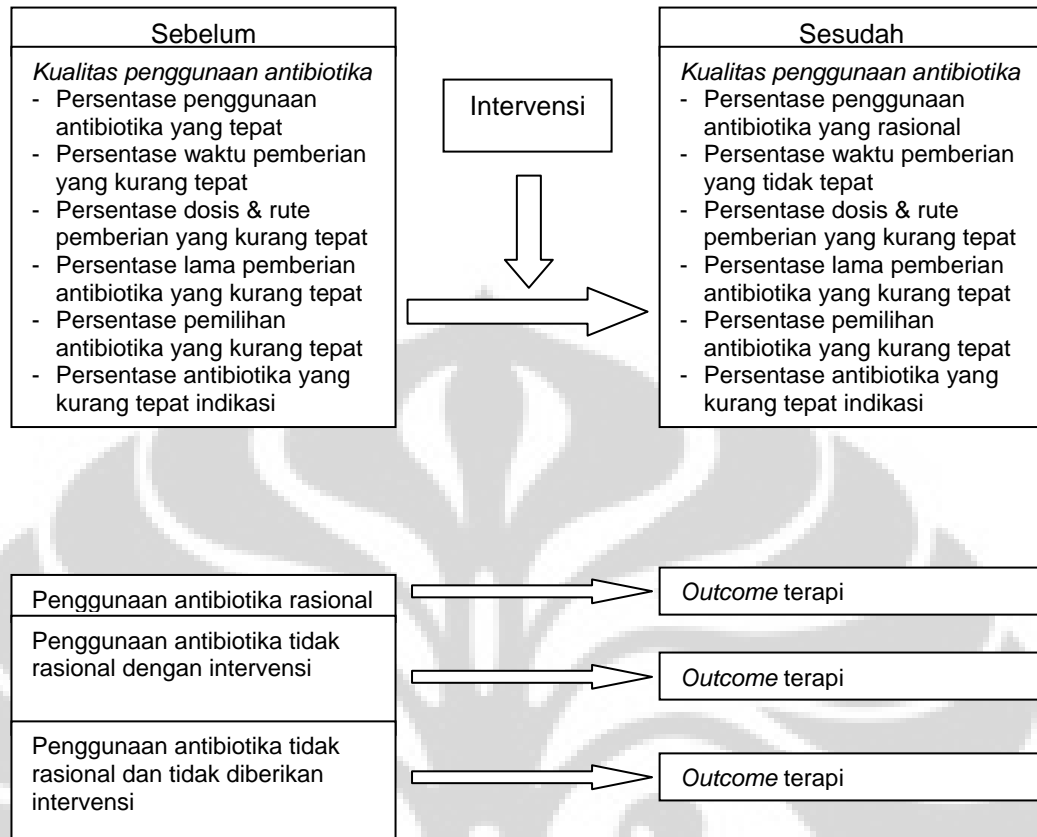 Sebelum
Kualitas penggunaan antibiotika
- Persentase penggunaan
antibiotika yang tepat
- Persentase waktu pemberian
yang kurang tepat
- Persentase dosis & rute
pemberian yang kurang tepat
- Persentase lama pemberian
antibiotika yang kurang tepat
- Persentase pemilihan
antibiotika yang kurang tepat
- Persentase antibiotika yang
kurang tepat indikasi
Intervensi
Sesudah
Kualitas penggunaan antibiotika
- Persentase penggunaan
antibiotika yang rasional
- Persentase waktu pemberian
yang tidak tepat
- Persentase dosis & rute
pemberian yang kurang tepat
- Persentase lama pemberian
antibiotika yang kurang tepat
- Persentase pemilihan
antibiotika yang kurang tepat
- Persentase antibiotika yang
kurang tepat indikasi
Penggunaan antibiotika rasional
Outcome terapi
Penggunaan antibiotika tidak
rasional dengan intervensi
Outcome terapi
Penggunaan antibiotika tidak
rasional dan tidak diberikan
intervensi
Outcome terapi